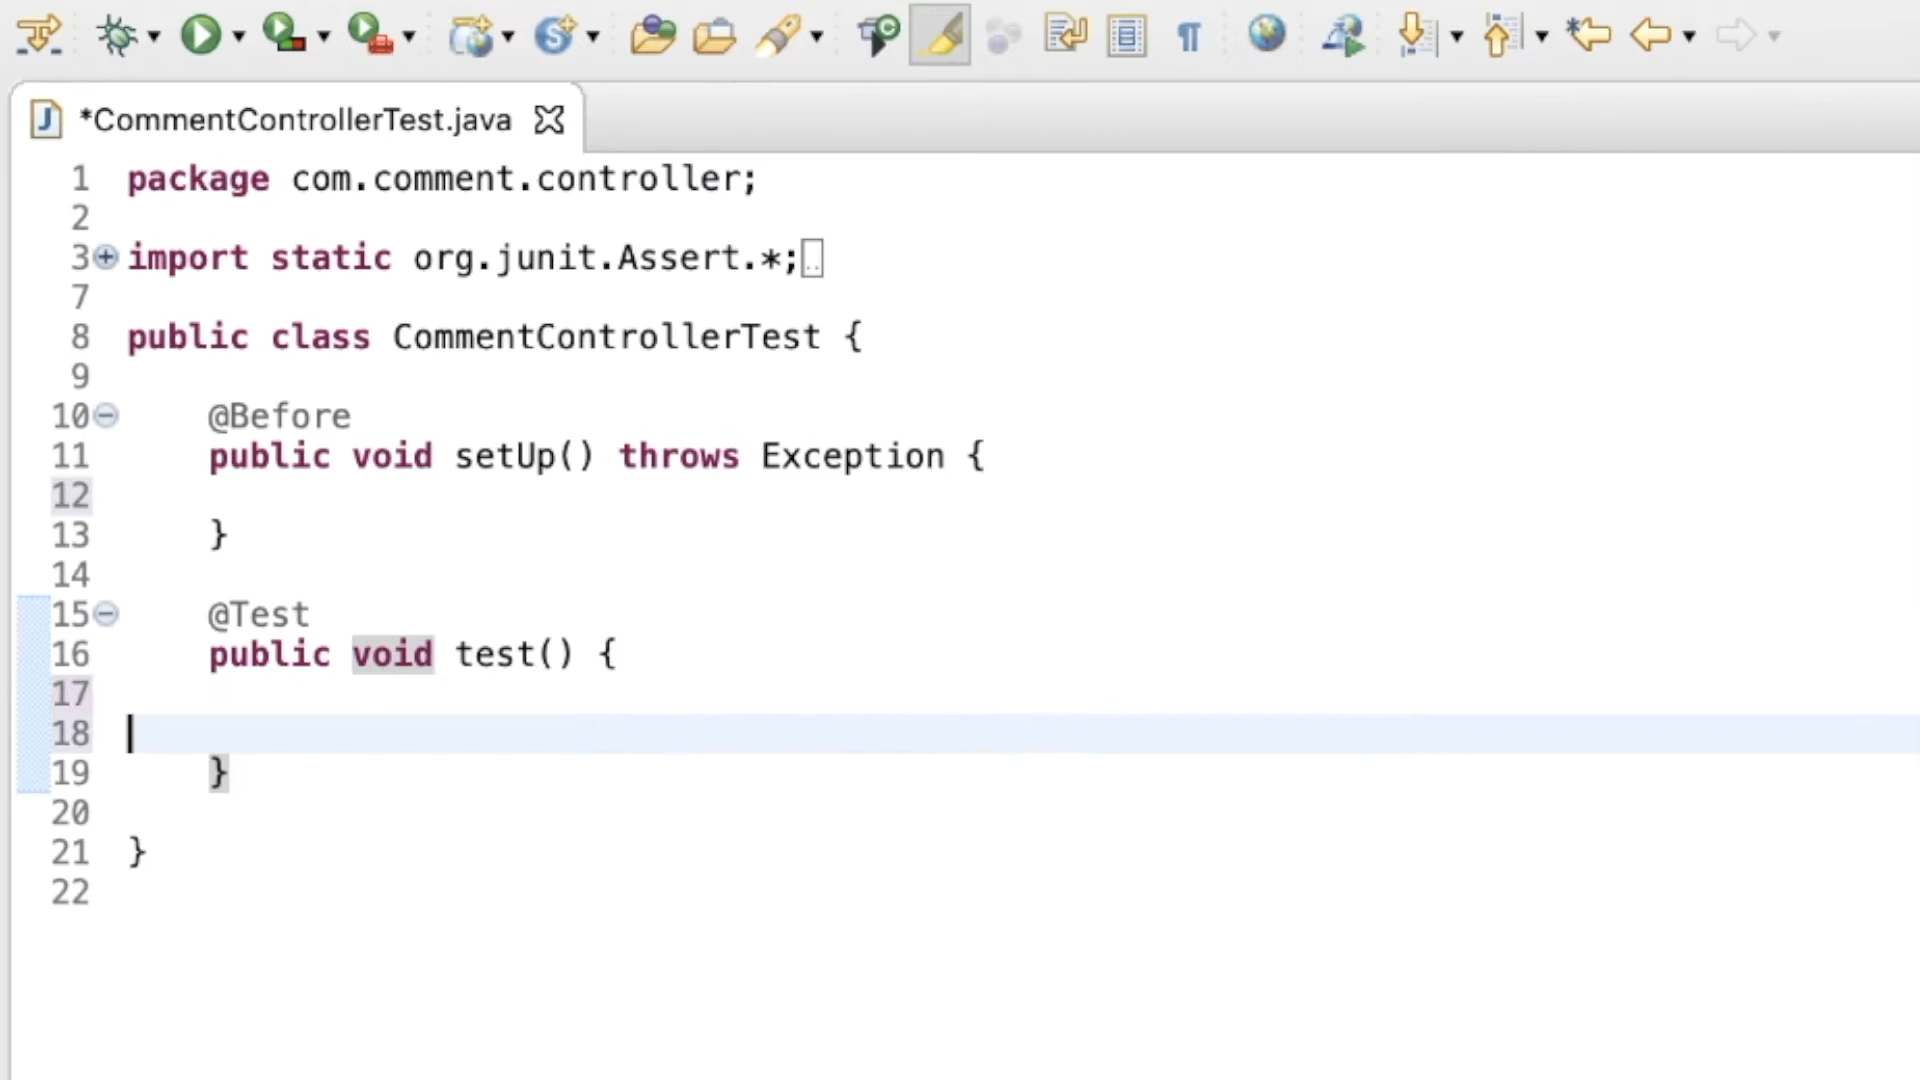 *CommentControllerTest.java
1 package com.comment.controller;
2
3 import static org.junit.Assert.*;
7
8 public class CommentControllerTest {
9
10 @Before
11 public void setUp() throws Exception {
12
13 }
14
15 @Test
16 public void test() {
17
18
19 }
20
21 }
22